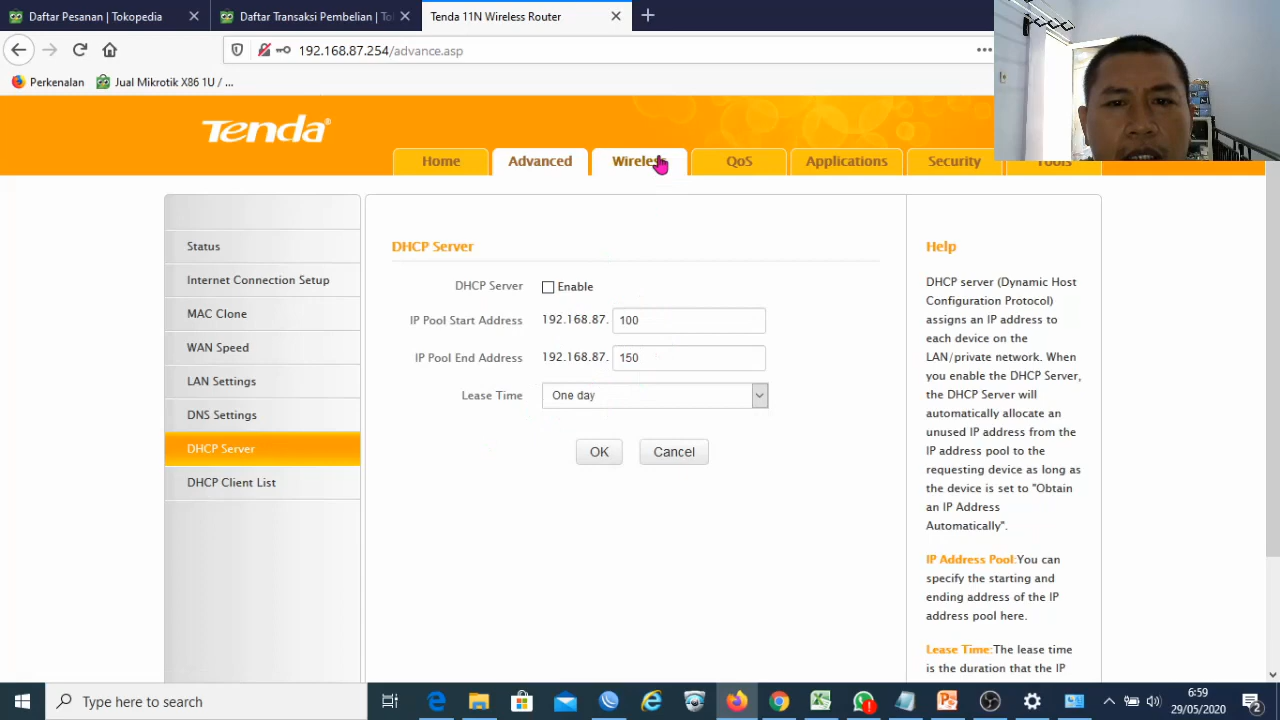 Daftar Pesanan | Tokopedia
Daftar Transaksi Pembelian | To
Tenda 11N Wireless Router
192.168.87.254/advance.asp
Perkenalan
Jual Mikrotik X86 1U / ...
Tenda
Home
Advanced
Wireless
QoS
Applications
Security
Tools
Status
Internet Connection Setup
MAC Clone
WAN Speed
LAN Settings
DNS Settings
DHCP Server
DHCP Client List
DHCP Server
DHCP Server
Enable
IP Pool Start Address
192.168.87.
100
IP Pool End Address
192.168.87.
150
Lease Time
One day
OK
Cancel
Help
DHCP server (Dynamic Host
Configuration Protocol)
assigns an IP address to
each device on the
LAN/private network. When
you enable the DHCP Server,
the DHCP Server will
automatically allocate an
unused IP address from the
IP address pool to the
requesting device as long as
the device is set to "Obtain
an IP Address
Automatically".
IP Address Pool:You can
specify the starting and
ending address of the IP
address pool here.
Lease Time:The lease time
is the duration that the IP
Type here to search
6:59
29/05/2020
2